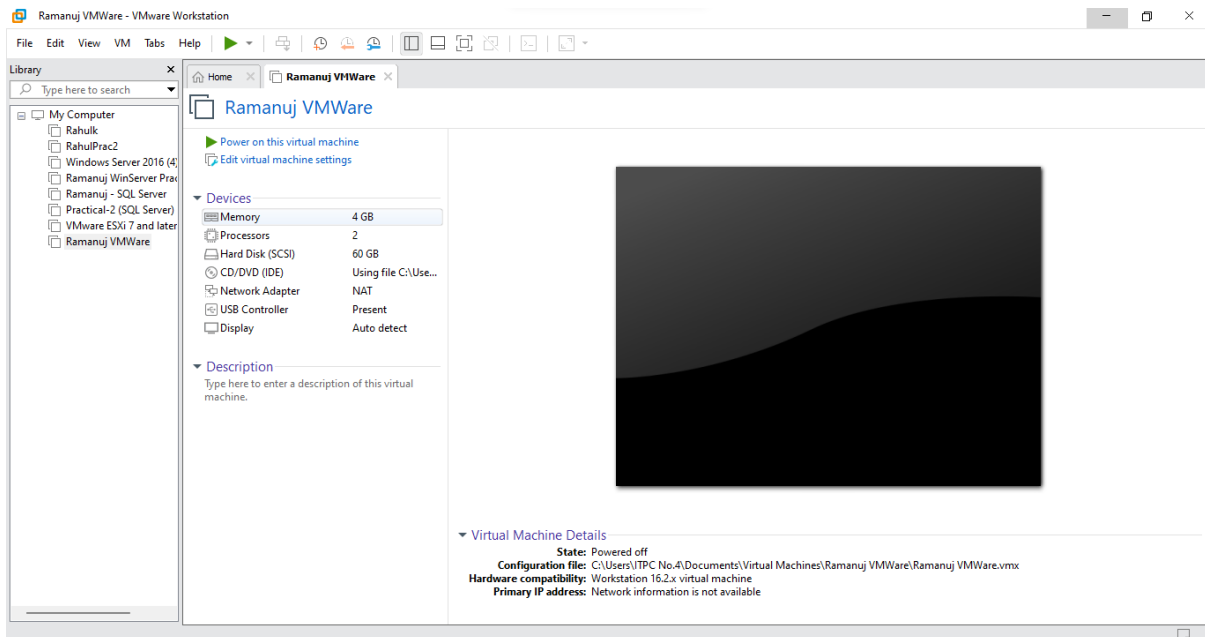 Ramanuj VMWare - VMware Workstation
File Edit View VM Tabs Help
Library
Type here to search
My Computer
Rahulk
RahulPrac2
Windows Server 2016 (4)
Ramanuj WinServer Prac
Ramanuj - SQL Server
Practical-2 (SQL Server)
VMware ESXi 7 and later
Ramanuj VMWare
Home
Ramanuj VMWare
Ramanuj VMWare
Power on this virtual machine
Edit virtual machine settings
Devices
Memory 4 GB
Processors 2
Hard Disk (SCSI) 60 GB
CD/DVD (IDE) Using file C:\Use...
Network Adapter NAT
USB Controller Present
Display Auto detect
Description
Type here to enter a description of this virtual
machine.
Virtual Machine Details
State: Powered off
Configuration file: C:\Users\ITPC No.4\Documents\Virtual Machines\Ramanuj VMWare\Ramanuj VMWare.vmx
Hardware compatibility: Workstation 16.2.x virtual machine
Primary IP address: Network information is not available